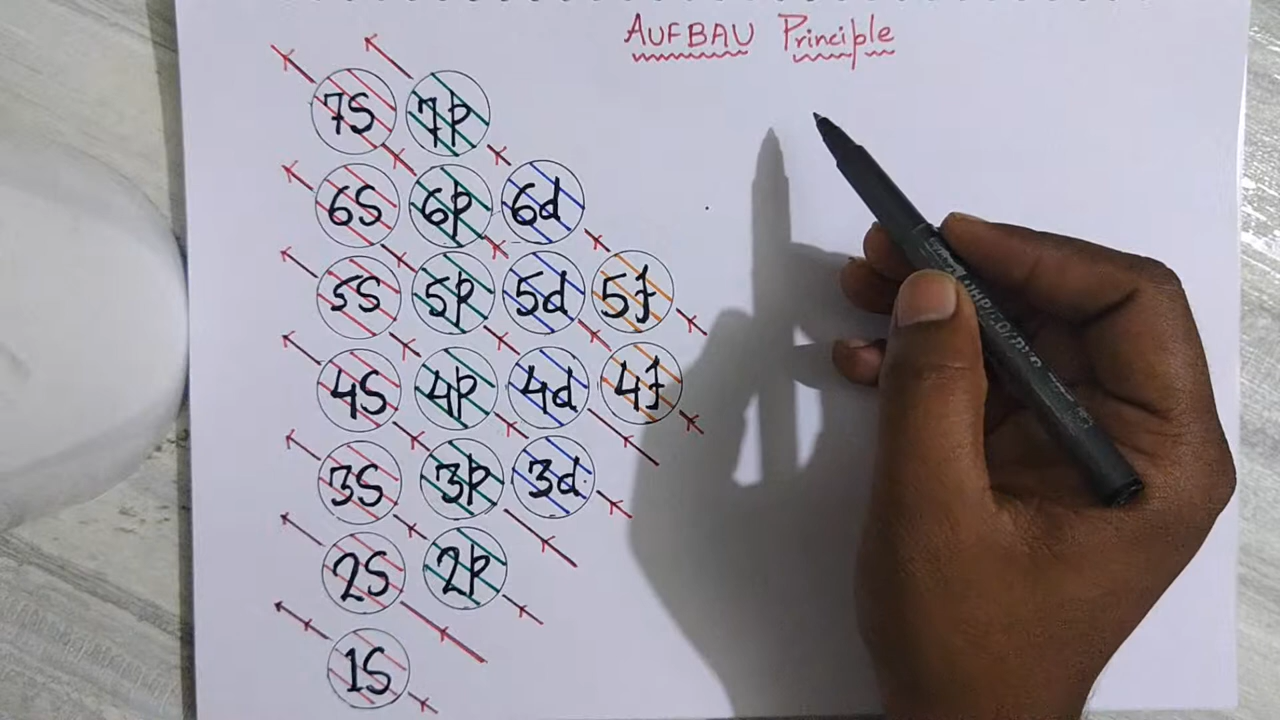 AUFBAU Principle
7S 7p
6S 6p 6d
5S 5p 5d 5f
4S 4p 4d 4f
3S 3p 3d
2S 2p
1S